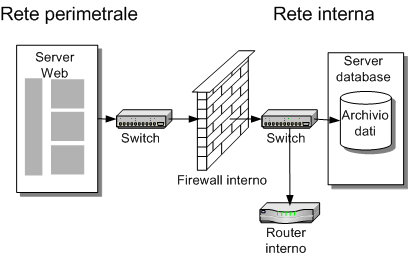 Rete perimetrale
Rete interna
Server
Web
Switch
Firewall interno
Switch
Server
database
Archivio
dati
Router
interno